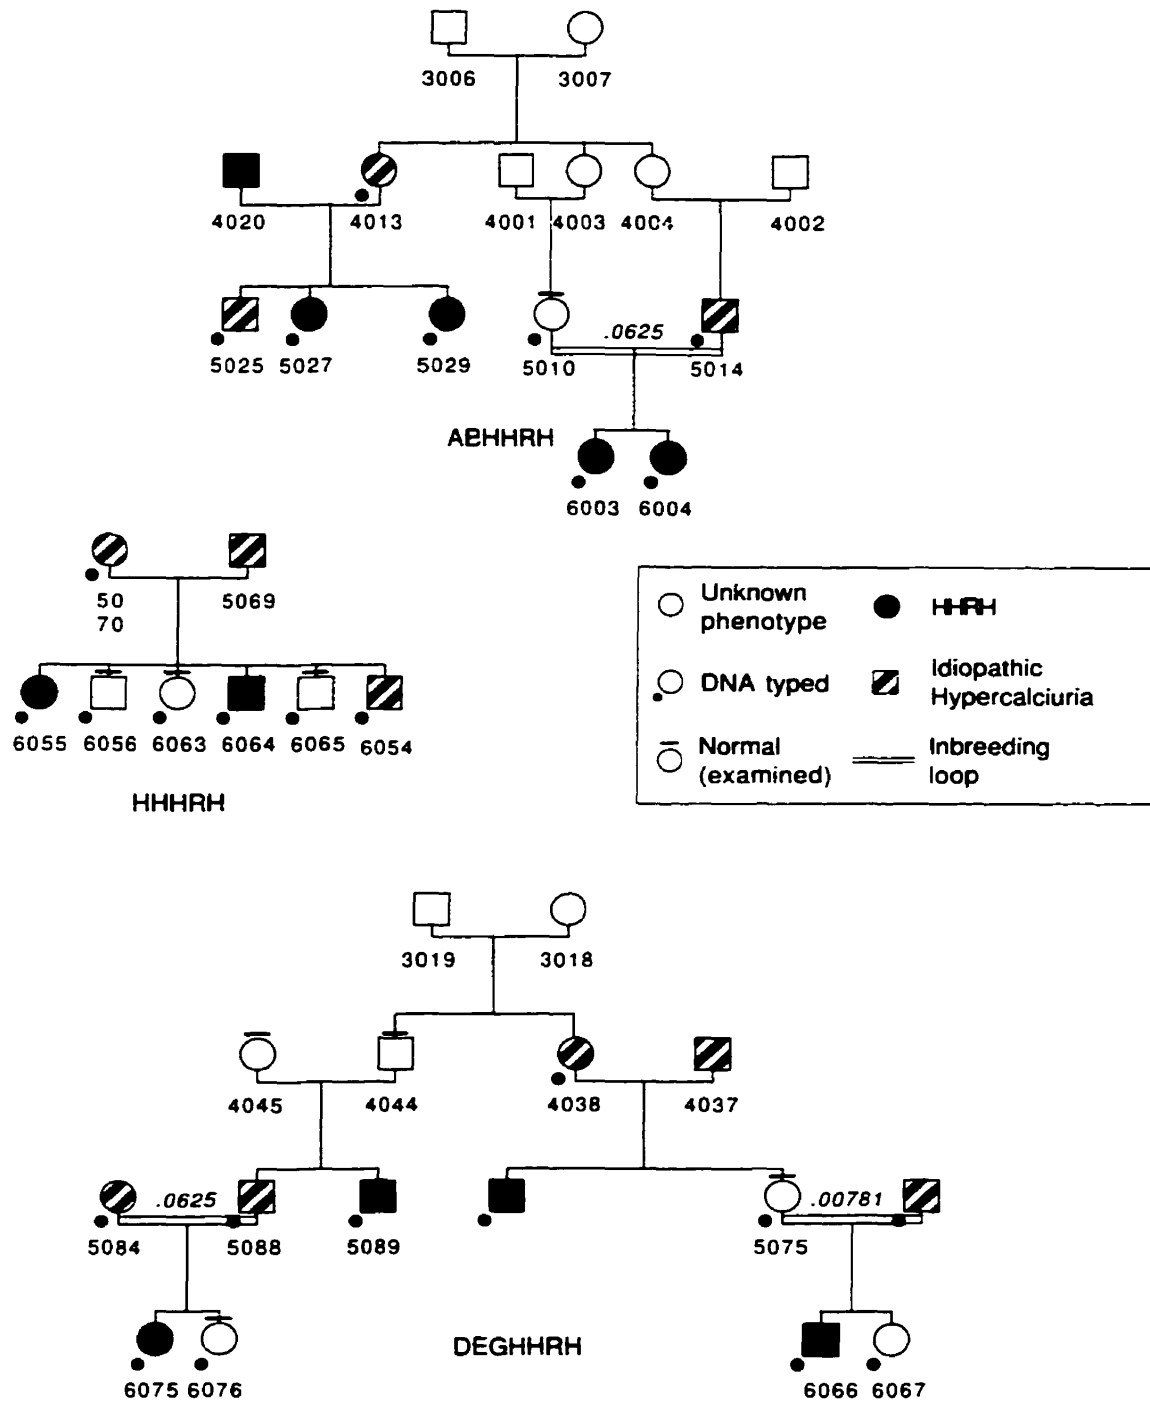 3006 3007
4020 4013 4001 4003 4004 4002
.0625
5025 5027 5029 5010 5014
ABHHRH
6003 6004
50 5069
70
6055 6056 6063 6064 6065 6054
HHHRH
Unknown
phenotype
HHRH
DNA typed
Idiopathic
Hypercalciuria
Normal
(examined)
Inbreeding
loop
3019 3018
4045 4044 4038 4037
.0625 .00781
5084 5088 5089 5075
DEGHHRH
6075 6076 6066 6067